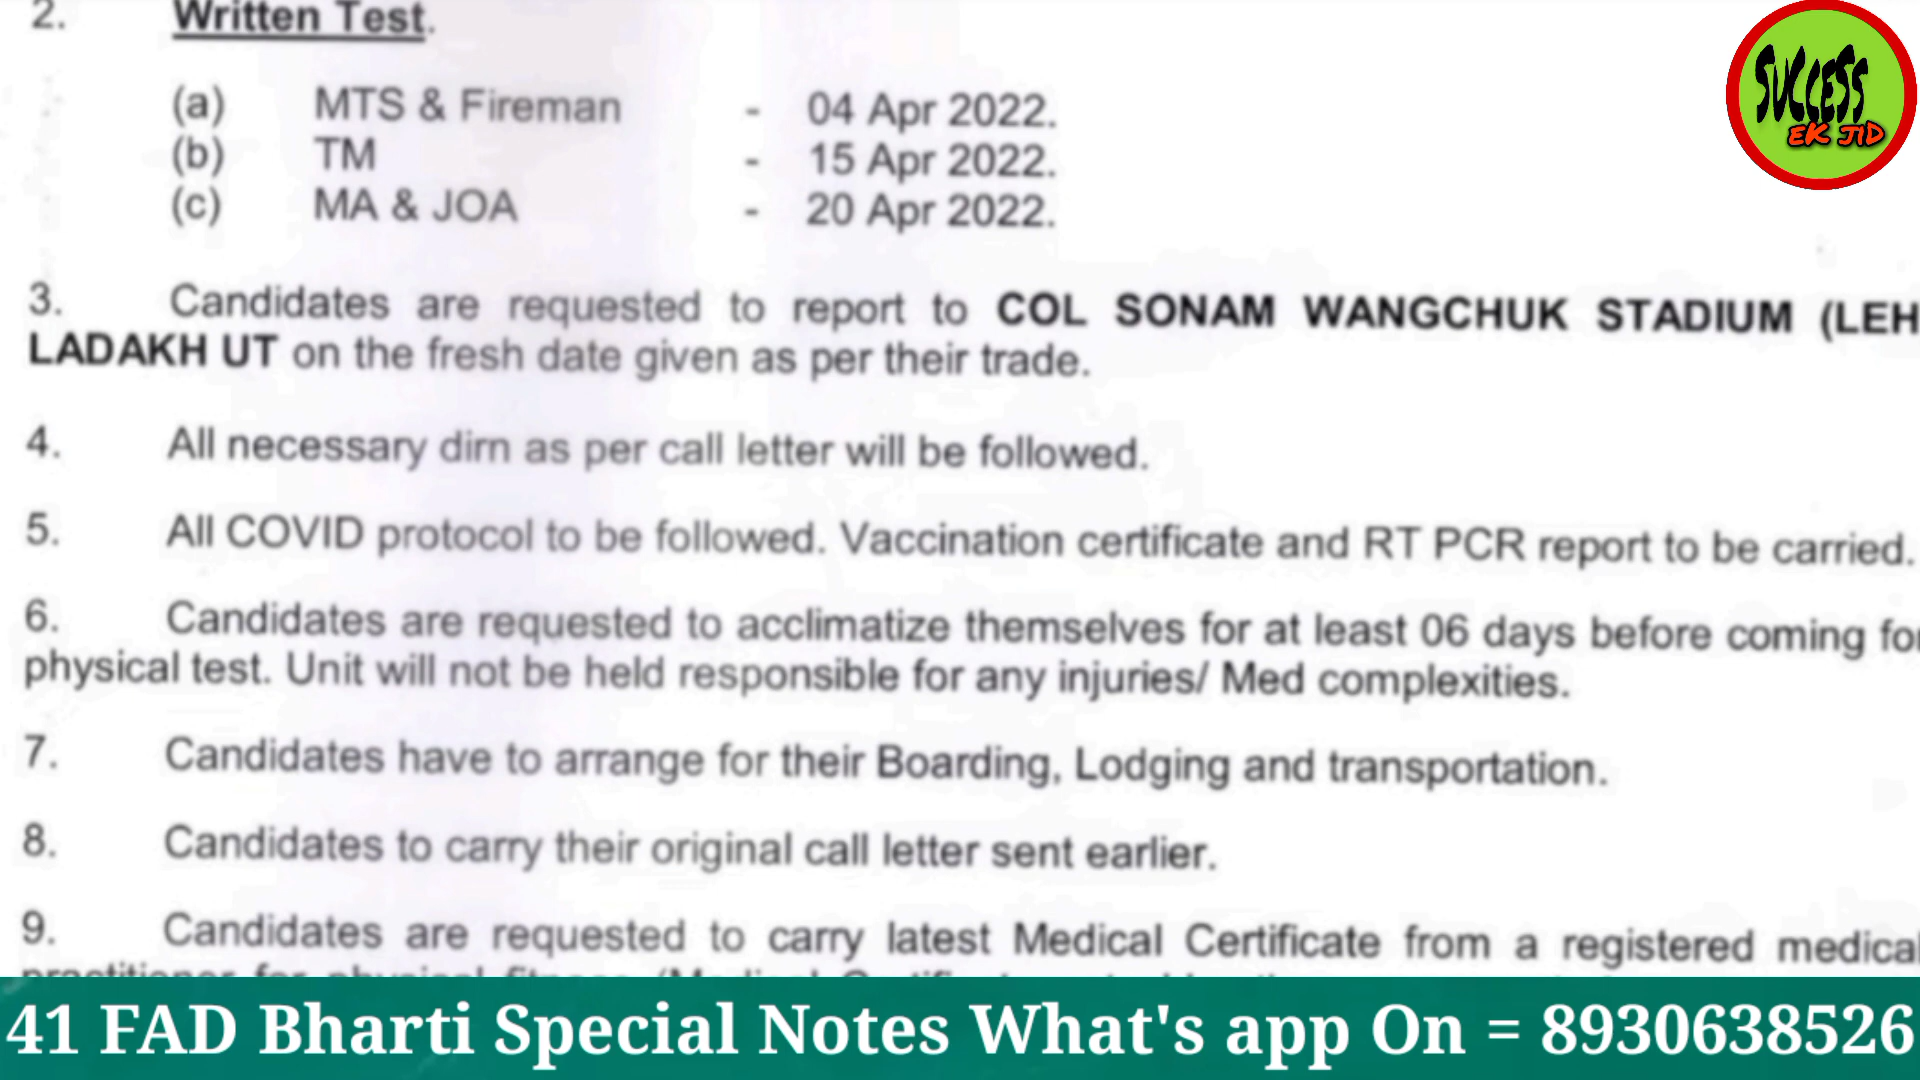 2. Written Test.
(a) MTS & Fireman - 04 Apr 2022.
(b) TM - 15 Apr 2022.
(c) MA & JOA - 20 Apr 2022.
3. Candidates are requested to report to COL SONAM WANGCHUK STADIUM (LEH
LADAKH UT on the fresh date given as per their trade.
4. All necessary dirn as per call letter will be followed.
5. All COVID protocol to be followed. Vaccination certificate and RT PCR report to be carried.
6. Candidates are requested to acclimatize themselves for at least 06 days before coming for
physical test. Unit will not be held responsible for any injuries/ Med complexities.
7. Candidates have to arrange for their Boarding, Lodging and transportation.
8. Candidates to carry their original call letter sent earlier.
9. Candidates are requested to carry latest Medical Certificate from a registered medical
practitioner for physical fitness (Medical
SUCCESS
EK JID
41 FAD Bharti Special Notes What's app On = 8930638526